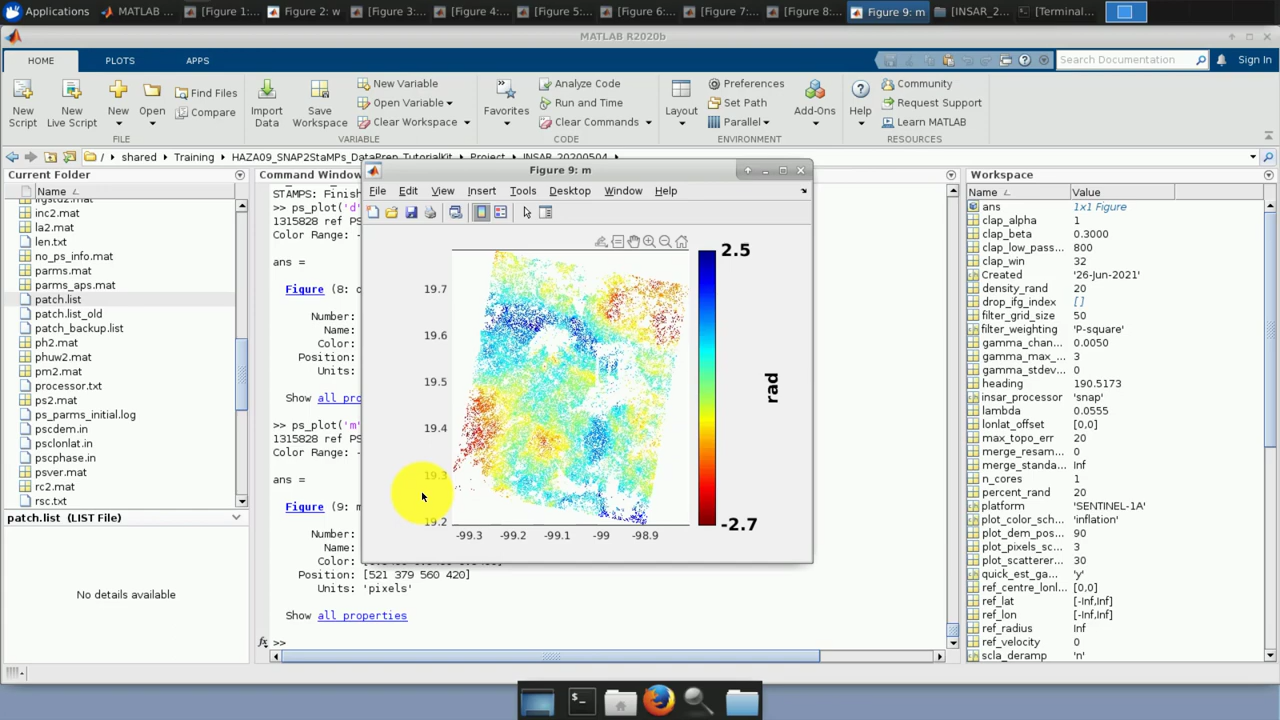 Applications MATLAB ... [Figure 1:... Figure 2: w [Figure 3:... [Figure 4:... [Figure 5:... [Figure 6:... [Figure 7:... [Figure 8:... Figure 9: m [INSAR_2... [Terminal...
MATLAB R2020b
HOME PLOTS APPS Search Documentation Sign In
New Script
New Live Script
New
Open
Find Files
Compare
FILE
Import Data
Save Workspace
New Variable
Open Variable
Clear Workspace
VARIABLE
Favorites
Analyze Code
Run and Time
Clear Commands
CODE
Layout
Preferences
Set Path
Parallel
ENVIRONMENT
Add-Ons
Help
Community
Request Support
Learn MATLAB
RESOURCES
/ shared Training HAZA09_SNAP2StaMPs_DataPrep_TutorialKit Project INSAR_20200504
Current Folder
Name
ifgstd2.mat
inc2.mat
la2.mat
len.txt
no_ps_info.mat
parms.mat
parms_aps.mat
patch.list
patch.list_old
patch_backup.list
ph2.mat
phuw2.mat
pm2.mat
processor.txt
ps2.mat
ps_parms_initial.log
pscdem.in
psclonlat.in
pscphase.in
psver.mat
rc2.mat
rsc.txt
patch.list (LIST File)
No details available
Command Window
STAMPS: Finish
>> ps_plot('d'
1315828 ref PS
Color Range: -
ans =
Figure (8: d
Number:
Name:
Color:
Position:
Units:
Show all pro
>> ps_plot('m'
1315828 ref PS
Color Range: -
ans =
Figure (9: m
Number:
Name:
Color:
Position: [521 379 560 420]
Units: 'pixels'
Show all properties
fx >>
Figure 9: m
File Edit View Insert Tools Desktop Window Help
2.5
19.7
19.6
19.5
19.4
19.3
19.2
-99.3 -99.2 -99.1 -99 -98.9
-2.7
rad
Workspace
Name Value
ans 1x1 Figure
clap_alpha 1
clap_beta 0.3000
clap_low_pass... 800
clap_win 32
Created '26-Jun-2021'
density_rand 20
drop_ifg_index []
filter_grid_size 50
filter_weighting 'P-square'
gamma_chan... 0.0050
gamma_max_... 3
gamma_stdev... 0
heading 190.5173
insar_processor 'snap'
lambda 0.0555
lonlat_offset [0,0]
max_topo_err 20
merge_resam... 0
merge_standa... Inf
n_cores 1
percent_rand 20
platform 'SENTINEL-1A'
plot_color_sch... 'inflation'
plot_dem_pos... 90
plot_pixels_sc... 3
plot_scatterer... 30
quick_est_ga... 'y'
ref_centre_lonl... [0,0]
ref_lat [-Inf,Inf]
ref_lon [-Inf,Inf]
ref_radius Inf
ref_velocity 0
scla_deramp 'n'